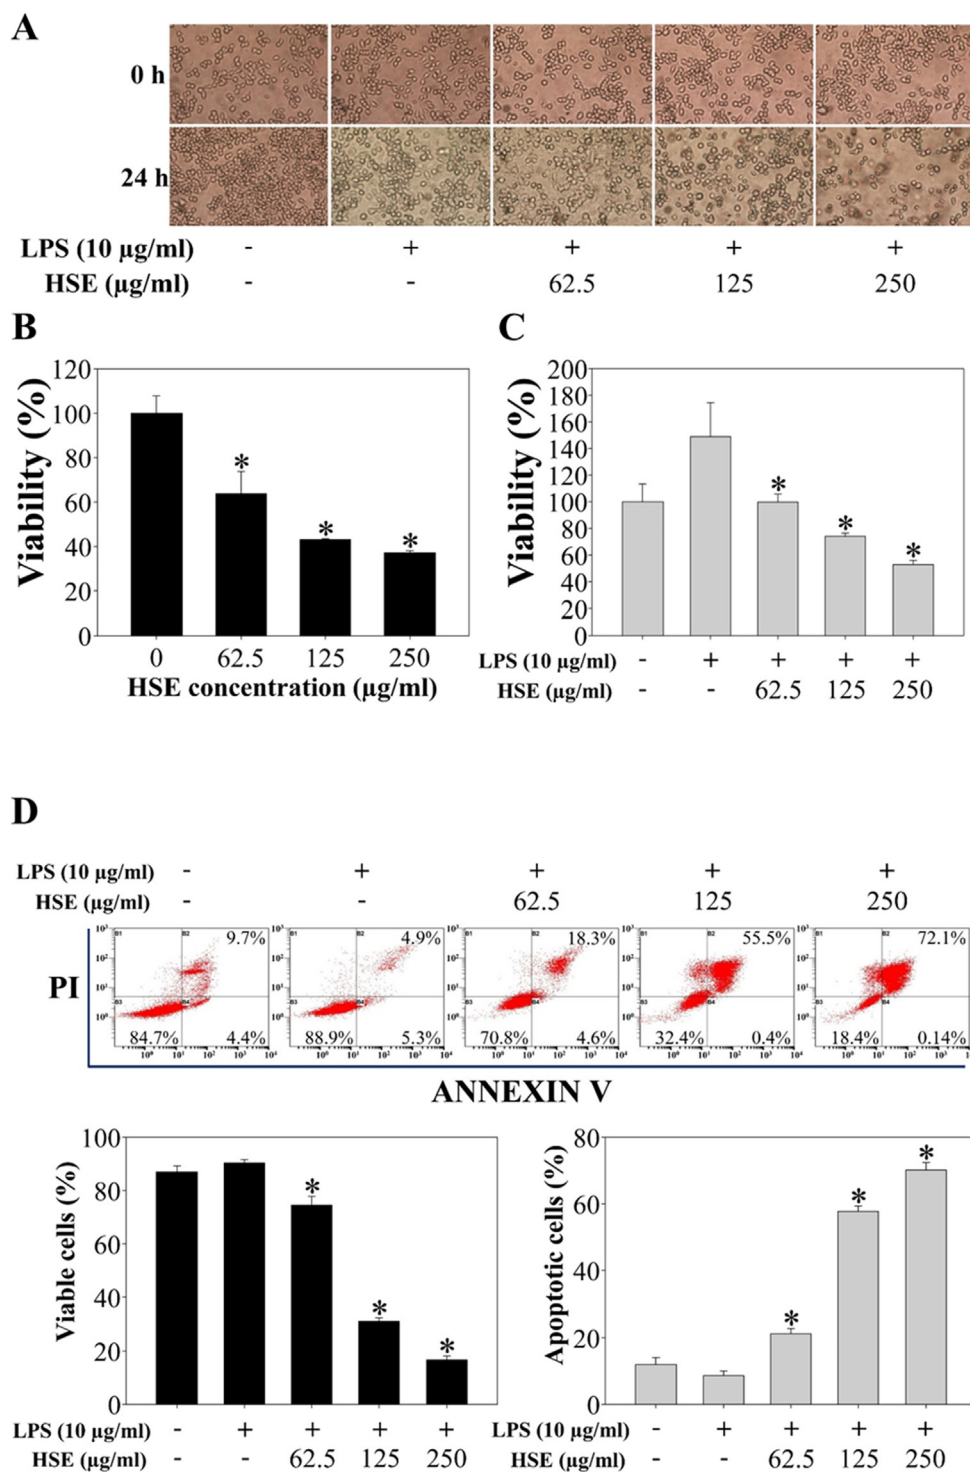 A
0 h
24 h
LPS (10 μg/ml) - + + + +
HSE (μg/ml) - - 62.5 125 250
B
Viability (%)
120
100
80
60
40
20
0
0 62.5 125 250
HSE concentration (μg/ml)
C
Viability (%)
200
180
160
140
120
100
80
60
40
20
0
LPS (10 μg/ml) - + + + +
HSE (μg/ml) - - 62.5 125 250
* * *
* * *
D
LPS (10 μg/ml) - + + + +
HSE (μg/ml) - - 62.5 125 250
PI
9.7% 4.9% 18.3% 55.5% 72.1%
84.7% 4.4% 88.9% 5.3% 70.8% 4.6% 32.4% 0.4% 18.4% 0.14%
ANNEXIN V
Viable cells (%)
100
80
60
40
20
0
* * *
LPS (10 μg/ml) - + + + +
HSE (μg/ml) - - 62.5 125 250
Apoptotic cells (%)
80
60
40
20
0
* * *
LPS (10 μg/ml) - + + + +
HSE (μg/ml) - - 62.5 125 250